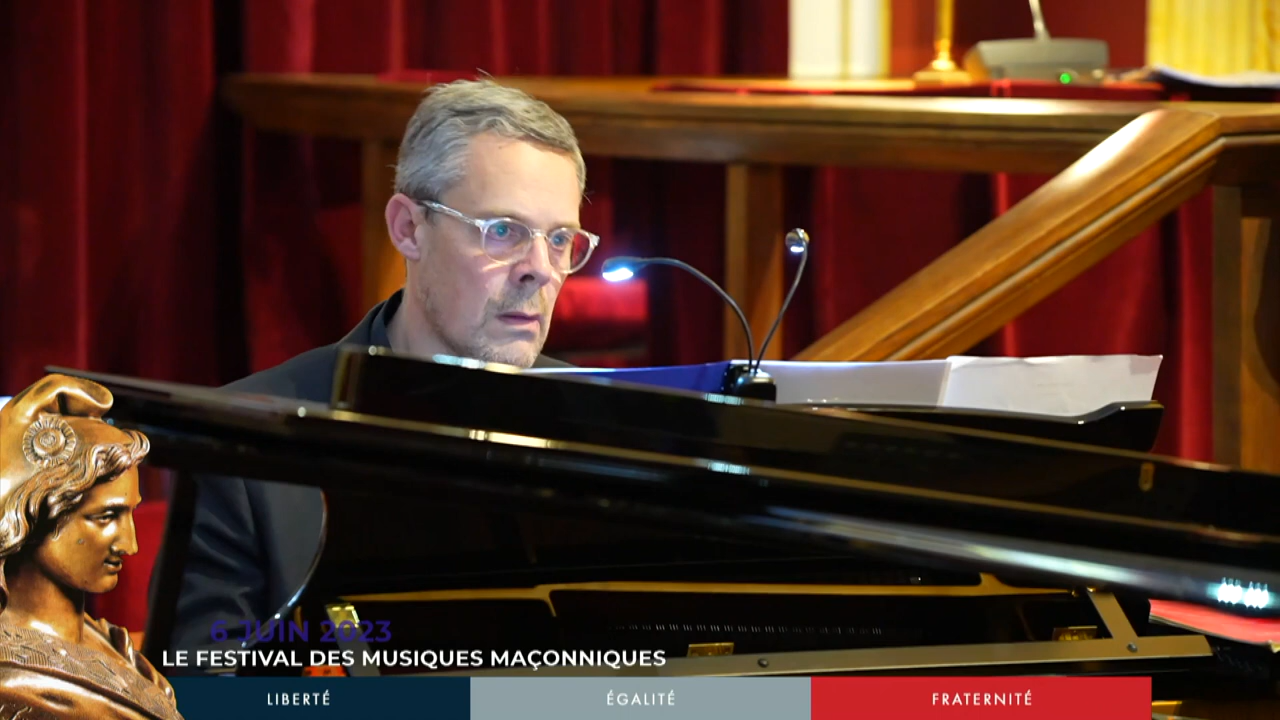 6 JUIN 2023
LE FESTIVAL DES MUSIQUES MAÇONNIQUES
LIBERTÉ ÉGALITÉ FRATERNITÉ